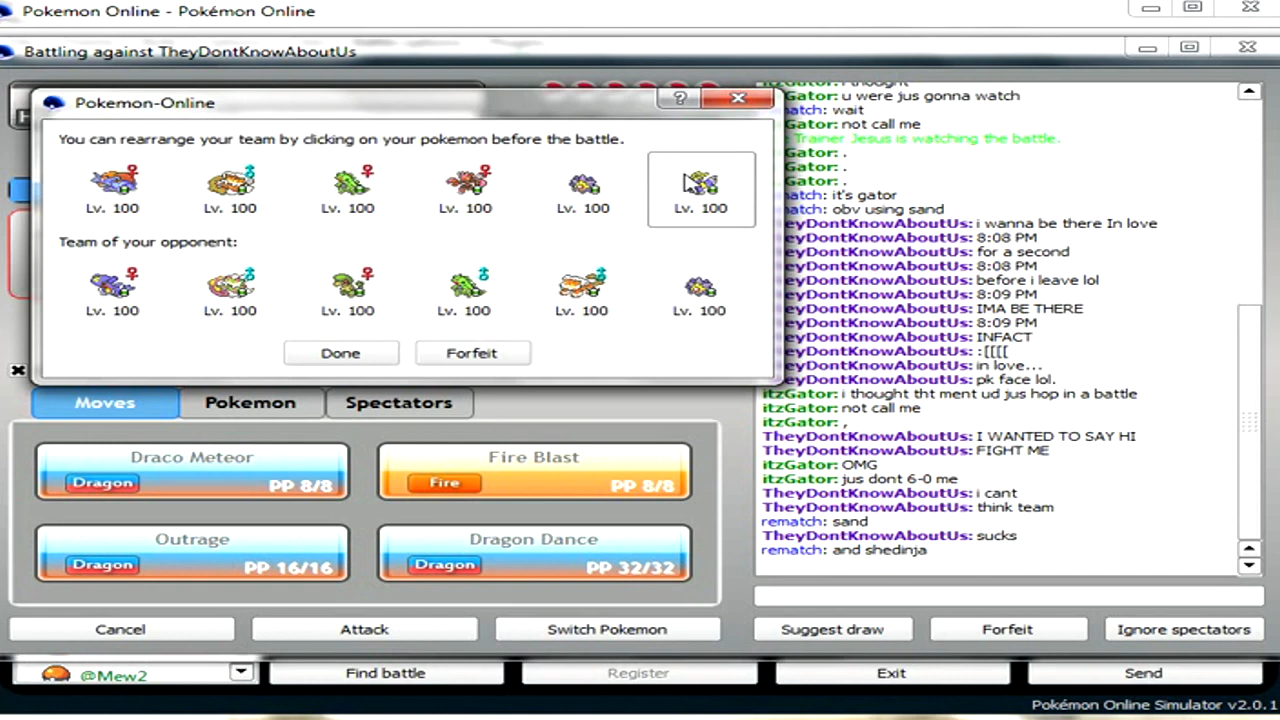 Pokemon Online - Pokémon Online
Battling against TheyDontKnowAboutUs
Pokemon-Online
You can rearrange your team by clicking on your pokemon before the battle.
Lv. 100 Lv. 100 Lv. 100 Lv. 100 Lv. 100 Lv. 100
Team of your opponent:
Lv. 100 Lv. 100 Lv. 100 Lv. 100 Lv. 100 Lv. 100
Done Forfeit
Moves Pokemon Spectators
Draco Meteor Fire Blast
Dragon PP 8/8 Fire PP 8/8
Outrage Dragon Dance
Dragon PP 16/16 Dragon PP 32/32
Cancel Attack Switch Pokemon
Gator: i thought
Gator: u were jus gonna watch
atch: wait
Gator: not call me
Trainer Jesus is watching the battle.
Gator: .
Gator: .
Gator: .
atch: it's gator
atch: obv using sand
eyDontKnowAboutUs: i wanna be there In love
eyDontKnowAboutUs: 8:08 PM
eyDontKnowAboutUs: for a second
eyDontKnowAboutUs: 8:08 PM
eyDontKnowAboutUs: before i leave lol
eyDontKnowAboutUs: 8:09 PM
eyDontKnowAboutUs: IMA BE THERE
eyDontKnowAboutUs: 8:09 PM
eyDontKnowAboutUs: INFACT
eyDontKnowAboutUs: :[[[[
eyDontKnowAboutUs: in love...
eyDontKnowAboutUs: pk face lol.
itzGator: i thought tht ment ud jus hop in a battle
itzGator: not call me
itzGator: ,
TheyDontKnowAboutUs: I WANTED TO SAY HI
TheyDontKnowAboutUs: FIGHT ME
itzGator: OMG
itzGator: jus dont 6-0 me
TheyDontKnowAboutUs: i cant
TheyDontKnowAboutUs: think team
rematch: sand
TheyDontKnowAboutUs: sucks
rematch: and shedinja
Suggest draw Forfeit Ignore spectators
@Mew2 Find battle Register Exit Send
Pokémon Online Simulator v2.0.1